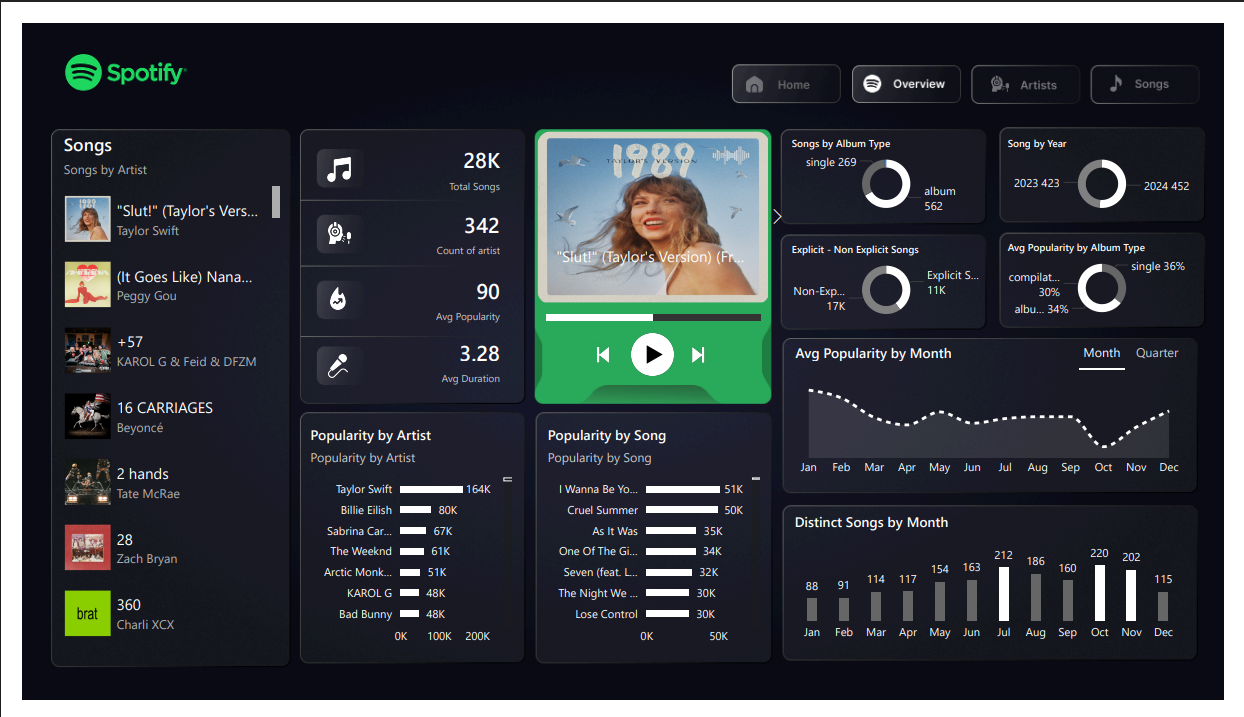 Spotify
Home
Overview
Artists
Songs
Songs
Songs by Artist
1989
"Slut!" (Taylor's Vers...
Taylor Swift
(It Goes Like) Nana...
Peggy Gou
+57
KAROL G & Feid & DFZM
16 CARRIAGES
Beyoncé
2 hands
Tate McRae
28
Zach Bryan
brat
360
Charli XCX
28K
Total Songs
342
Count of artist
90
Avg Popularity
3.28
Avg Duration
1989
TAYLOR'S VERSION
"Slut!" (Taylor's Version) (Fr...
Songs by Album Type
single 269
album
562
Song by Year
2023 423
2024 452
Explicit - Non Explicit Songs
Explicit S...
11K
Non-Exp...
17K
Avg Popularity by Album Type
single 36%
compilat...
30%
albu... 34%
Popularity by Artist
Popularity by Artist
Taylor Swift 164K
Billie Eilish 80K
Sabrina Car... 67K
The Weeknd 61K
Arctic Monk... 51K
KAROL G 48K
Bad Bunny 48K
0K 100K 200K
Popularity by Song
Popularity by Song
I Wanna Be Yo... 51K
Cruel Summer 50K
As It Was 35K
One Of The Gi... 34K
Seven (feat. L... 32K
The Night We ... 30K
Lose Control 30K
0K 50K
Avg Popularity by Month
Month Quarter
Jan Feb Mar Apr May Jun Jul Aug Sep Oct Nov Dec
Distinct Songs by Month
88 91 114 117 154 163 212 186 160 220 202 115
Jan Feb Mar Apr May Jun Jul Aug Sep Oct Nov Dec